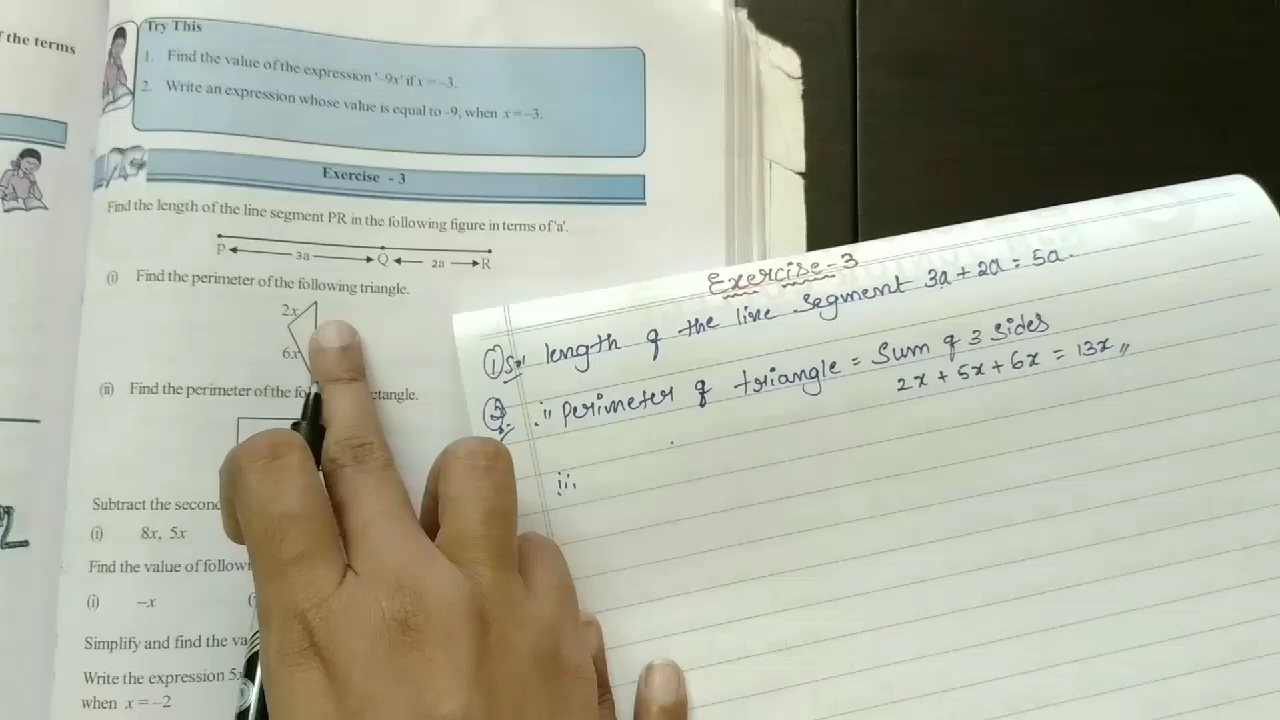 f the terms
Try This
1. Find the value of the expression '-9x' if x = -3.
2. Write an expression whose value is equal to -9, when x = -3.
Exercise - 3
Find the length of the line segment PR in the following figure in terms of 'a'.
P 3a Q 2a R
(i) Find the perimeter of the following triangle.
2x
6x
(ii) Find the perimeter of the fo ctangle.
Subtract the second
(i) 8x, 5x
Find the value of follow
(i) -x (
Simplify and find the va
Write the expression 5
when x = -2
Exercise-3
① Sol length of the line segment 3a + 2a = 5a.
② i) perimeter of triangle = Sum of 3 sides
2x + 5x + 6x = 13x
ii